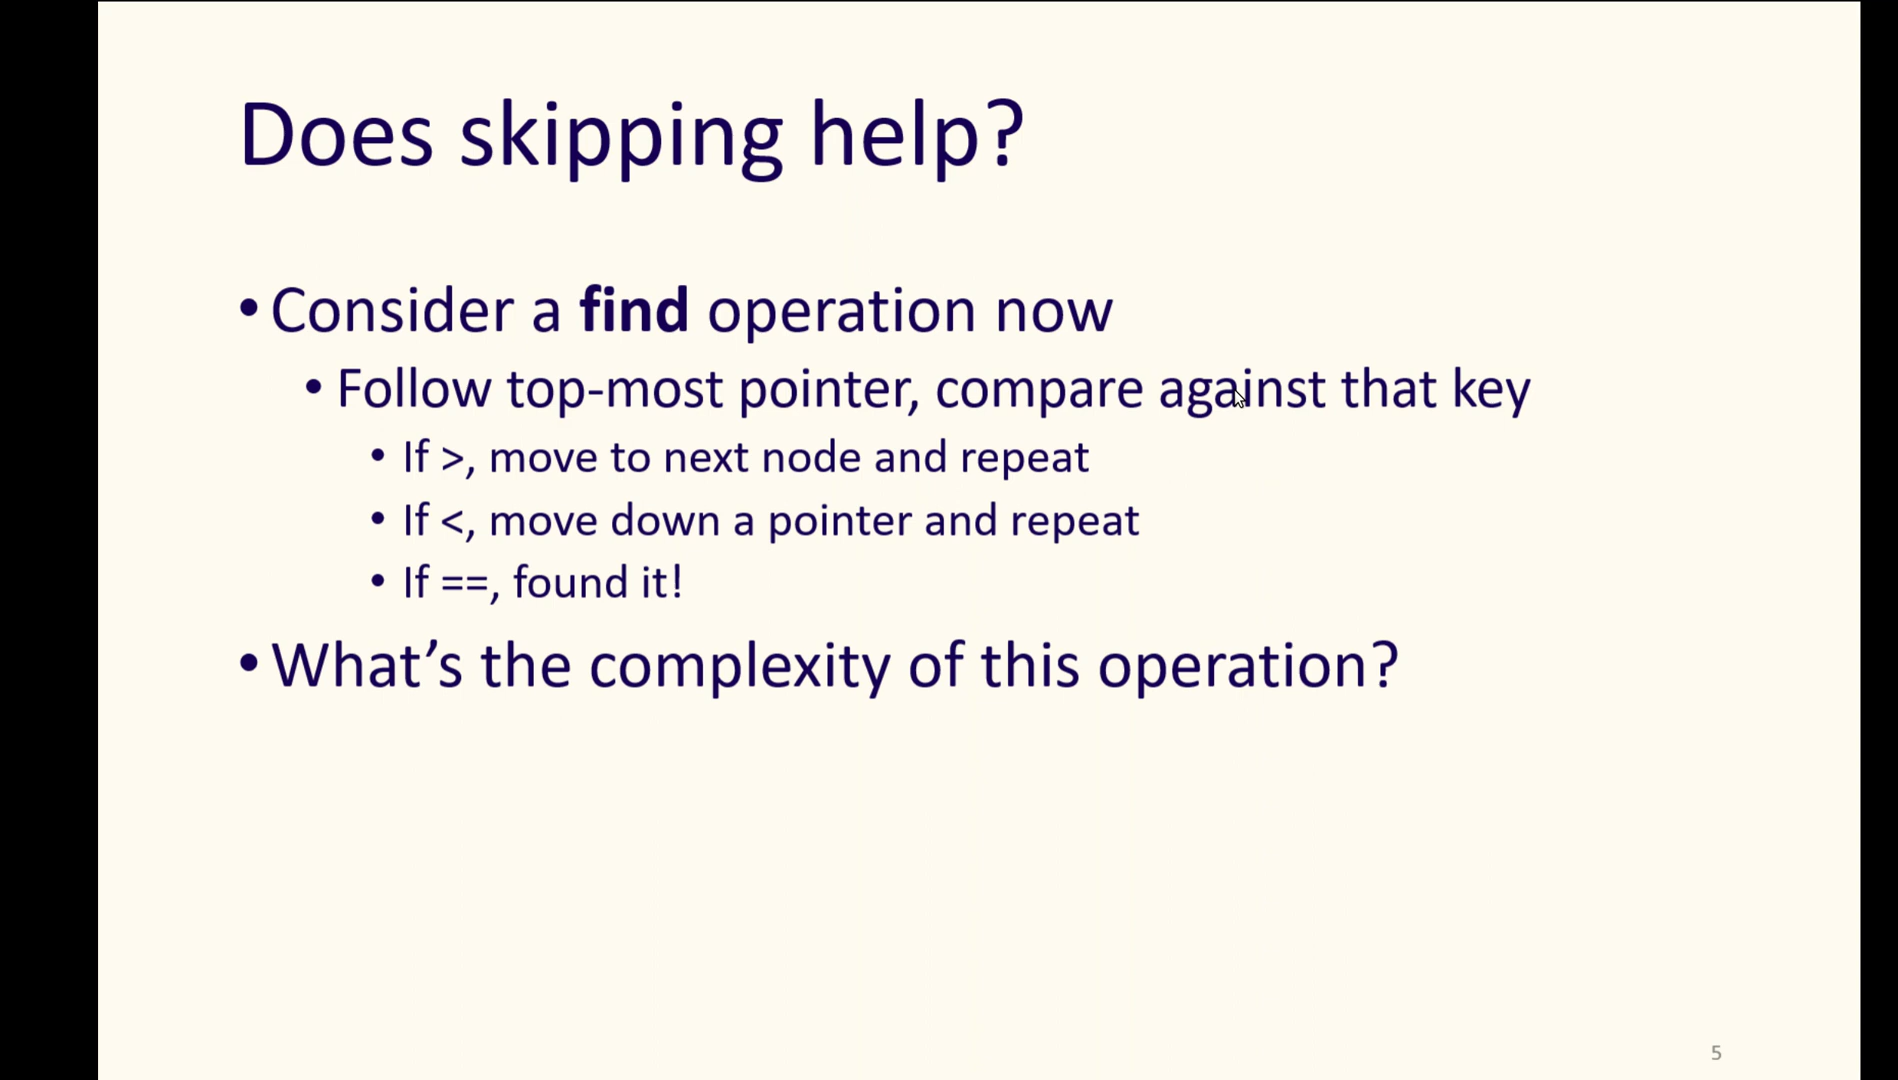 Does skipping help?
• Consider a find operation now
• Follow top-most pointer, compare against that key
• If >, move to next node and repeat
• If <, move down a pointer and repeat
• If ==, found it!
• What’s the complexity of this operation?
5